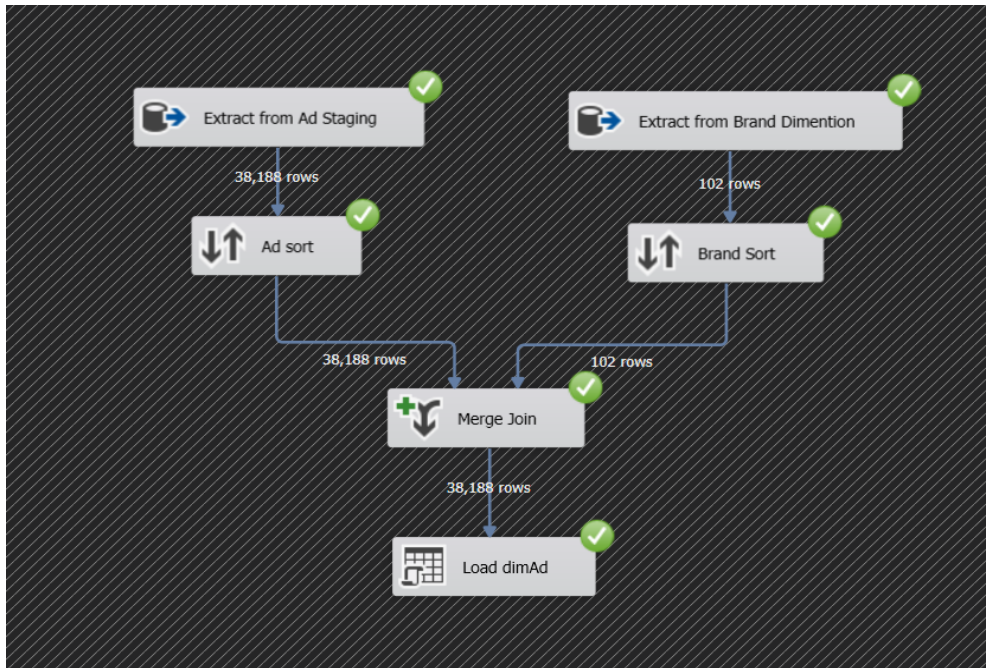 Extract from Ad Staging
Extract from Brand Dimention
38,188 rows
102 rows
Ad sort
Brand Sort
38,188 rows
102 rows
Merge Join
38,188 rows
Load dimAd